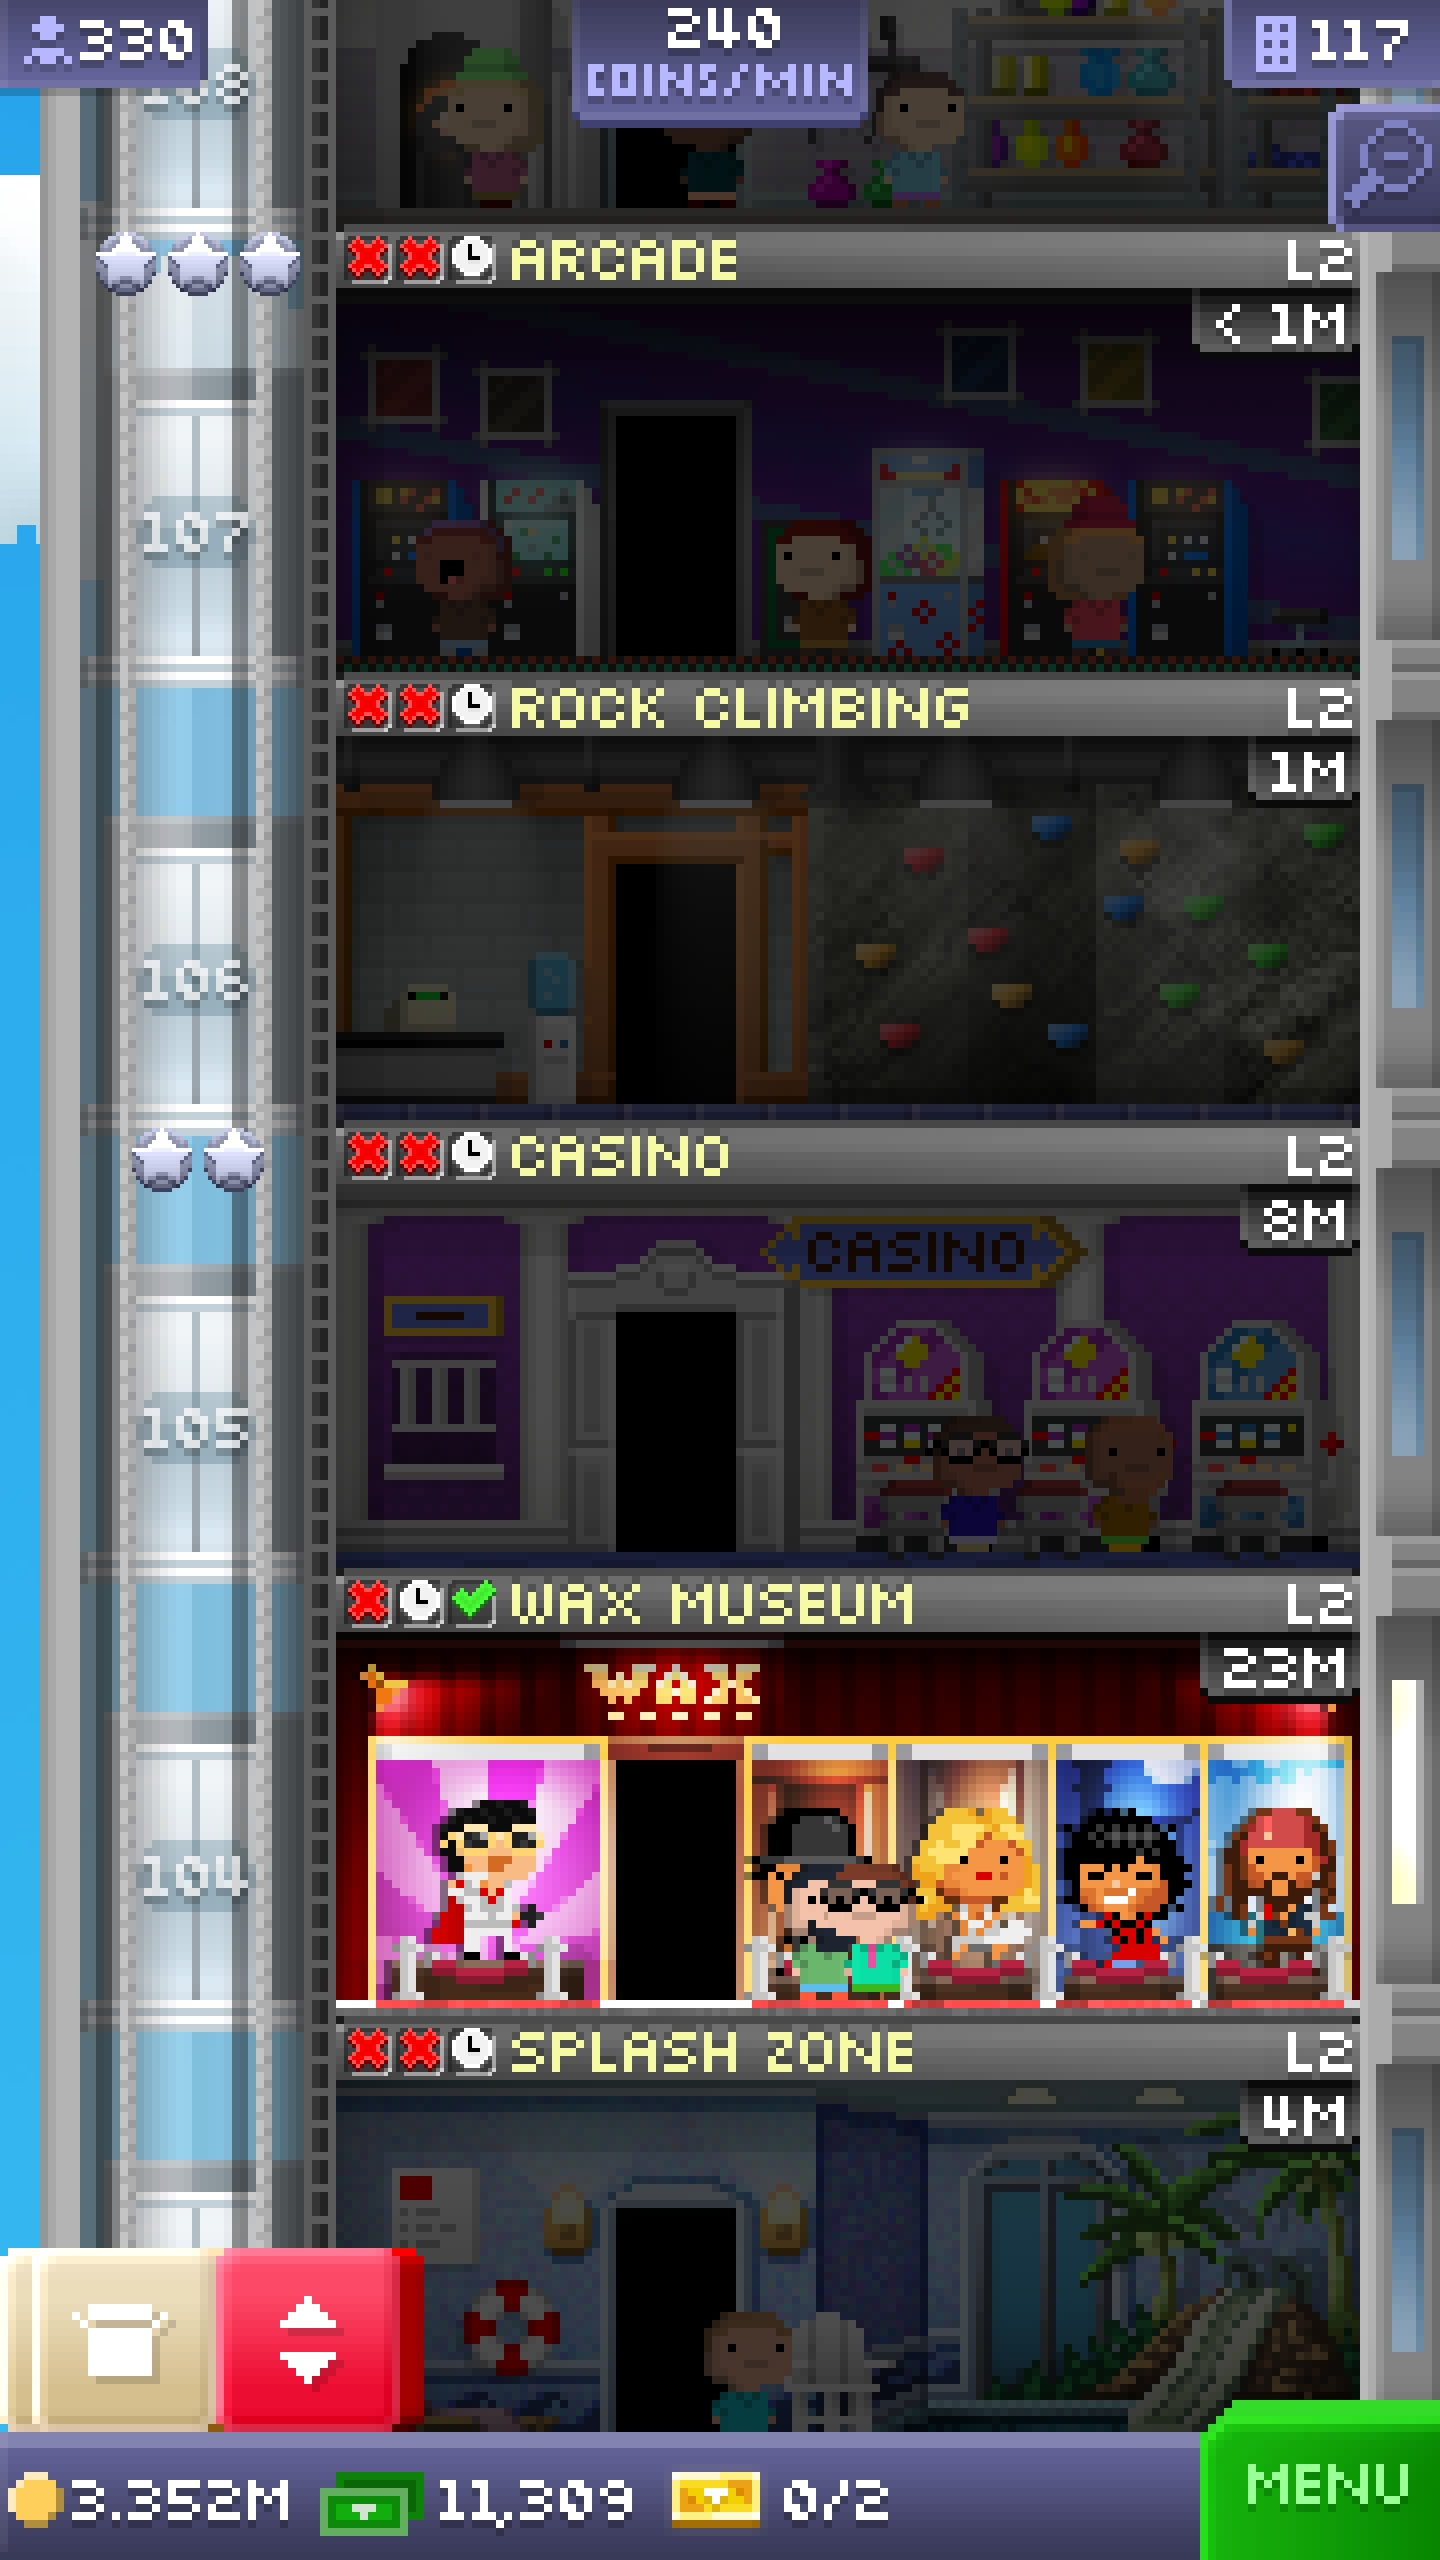 330
240
COINS/MIN
117
108
ARCADE
L2
< 1M
107
ROCK CLIMBING
L2
1M
106
CASINO
L2
8M
CASINO
105
WAX MUSEUM
L2
23M
WAX
104
SPLASH ZONE
L2
4M
3.352M
11,309
0/2
MENU